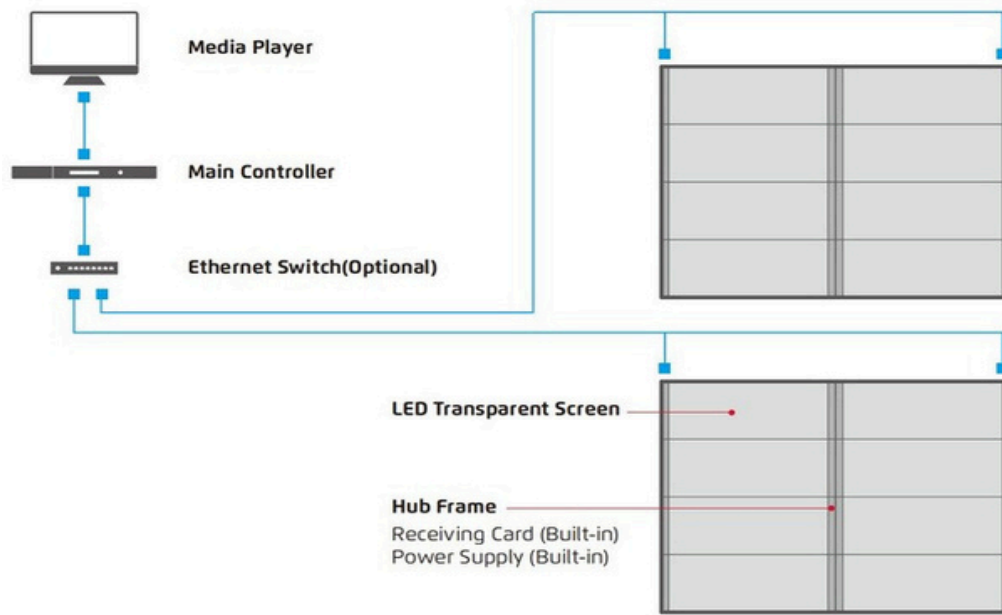 Media Player
Main Controller
Ethernet Switch(Optional)
LED Transparent Screen
Hub Frame
Receiving Card (Built-in)
Power Supply (Built-in)